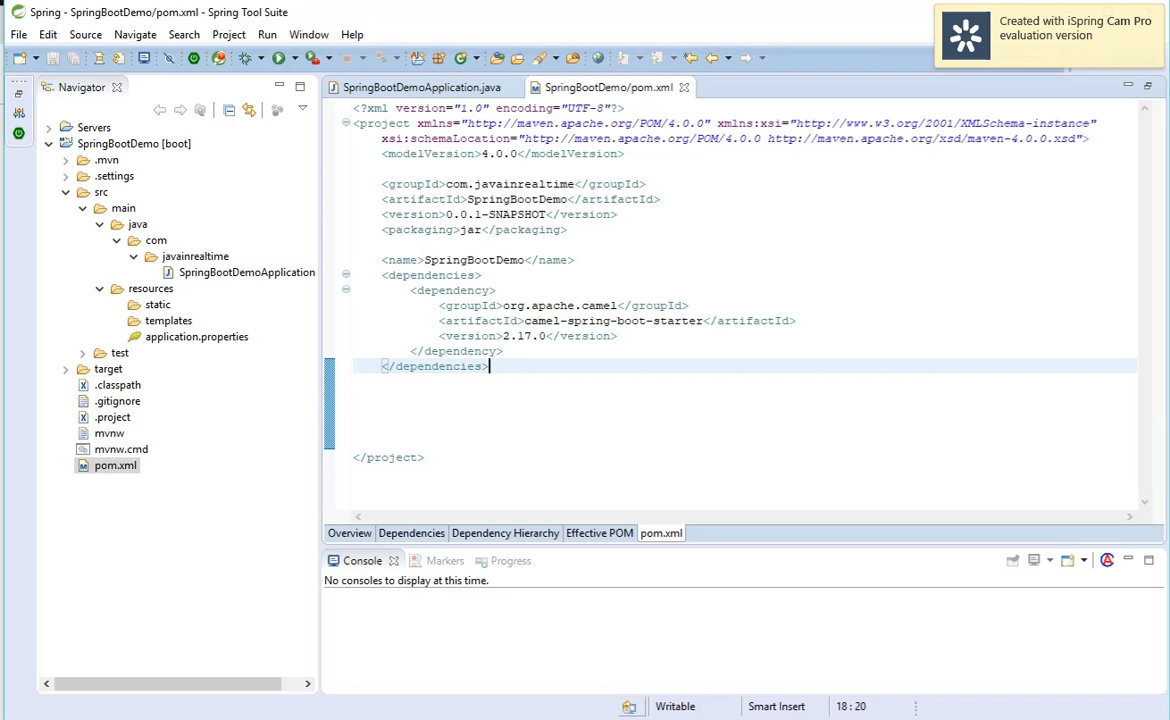 Spring - SpringBootDemo/pom.xml - Spring Tool Suite
Created with iSpring Cam Pro
evaluation version
File Edit Source Navigate Search Project Run Window Help
Navigator
Servers
SpringBootDemo [boot]
.mvn
.settings
src
main
java
com
javainrealtime
SpringBootDemoApplication
resources
static
templates
application.properties
test
target
.classpath
.gitignore
.project
mvnw
mvnw.cmd
pom.xml
SpringBootDemoApplication.java
SpringBootDemo/pom.xml
<?xml version="1.0" encoding="UTF-8"?>
<project xmlns="http://maven.apache.org/POM/4.0.0" xmlns:xsi="http://www.w3.org/2001/XMLSchema-instance"
xsi:schemaLocation="http://maven.apache.org/POM/4.0.0 http://maven.apache.org/xsd/maven-4.0.0.xsd">
<modelVersion>4.0.0</modelVersion>
<groupId>com.javainrealtime</groupId>
<artifactId>SpringBootDemo</artifactId>
<version>0.0.1-SNAPSHOT</version>
<packaging>jar</packaging>
<name>SpringBootDemo</name>
<dependencies>
<dependency>
<groupId>org.apache.camel</groupId>
<artifactId>camel-spring-boot-starter</artifactId>
<version>2.17.0</version>
</dependency>
</dependencies>
</project>
Overview Dependencies Dependency Hierarchy Effective POM pom.xml
Console Markers Progress
No consoles to display at this time.
Writable Smart Insert 18 : 20